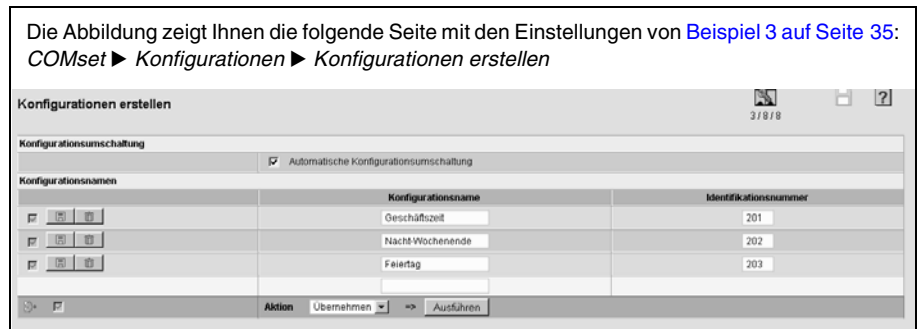 Die Abbildung zeigt Ihnen die folgende Seite mit den Einstellungen von Beispiel 3 auf Seite 35:
COMset ▶ Konfigurationen ▶ Konfigurationen erstellen
Konfigurationen erstellen
3/8/8
?
Konfigurationsumschaltung
Automatische Konfigurationsumschaltung
Konfigurationsnamen
Konfigurationsname Identifikationsnummer
Geschäftszeit 201
Nacht-Wochenende 202
Feiertag 203
Aktion Übernehmen => Ausführen